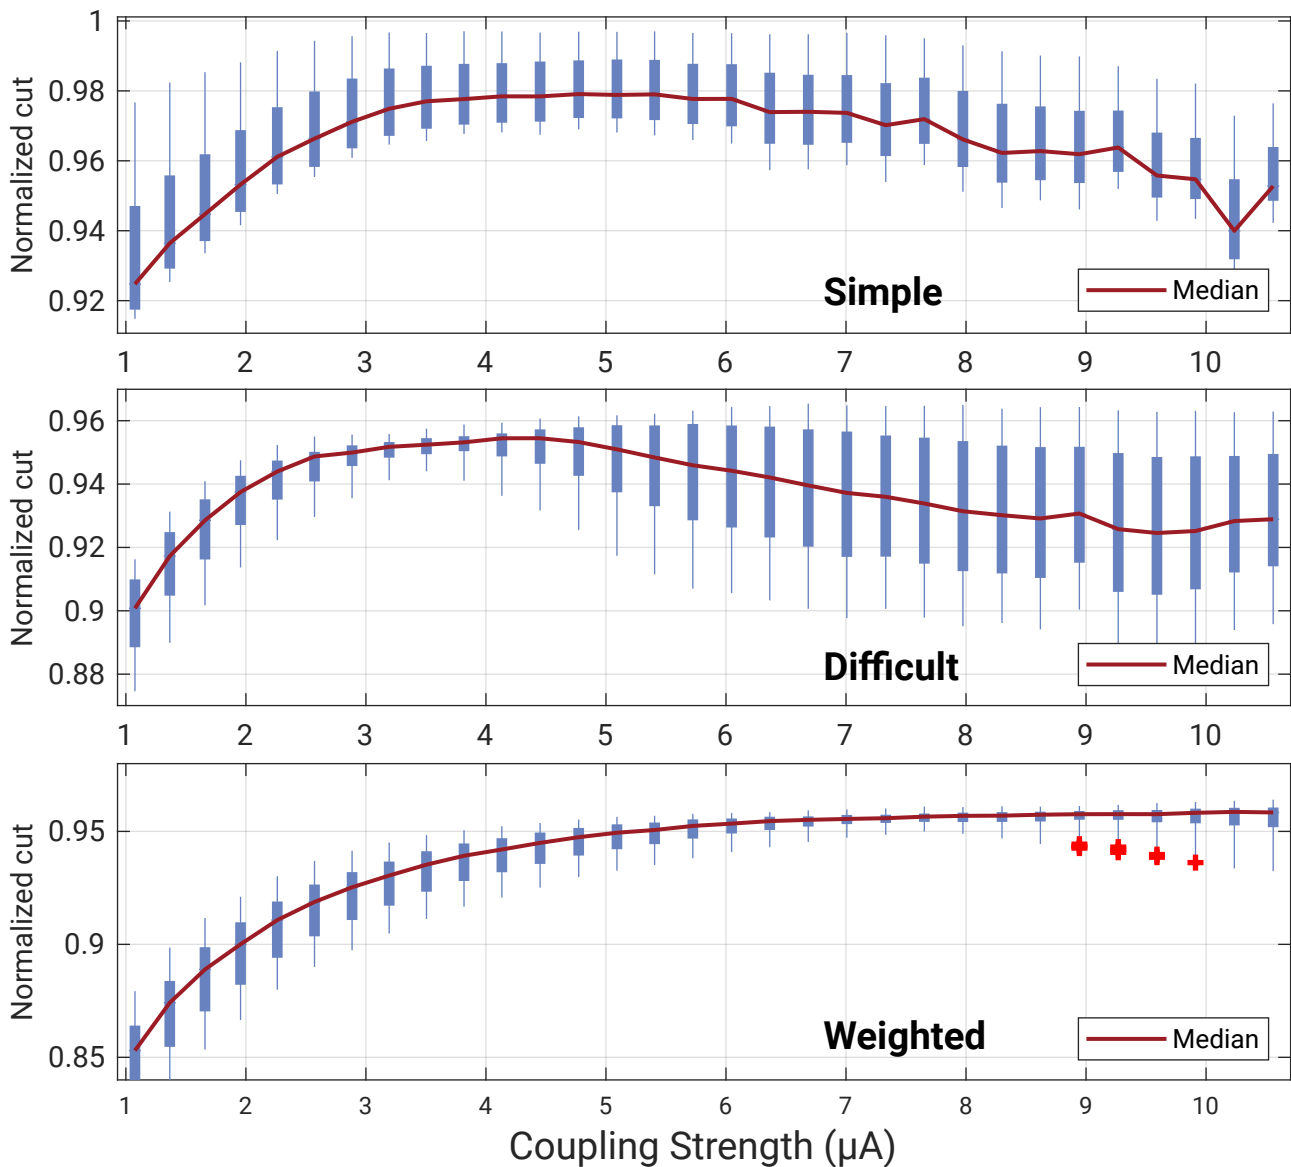 Normalized cut
1
0.98
0.96
0.94
0.92
Simple
Median
1 2 3 4 5 6 7 8 9 10
Normalized cut
0.96
0.94
0.92
0.9
0.88
Difficult
Median
1 2 3 4 5 6 7 8 9 10
Normalized cut
0.95
0.9
0.85
Weighted
Median
1 2 3 4 5 6 7 8 9 10
Coupling Strength (µA)